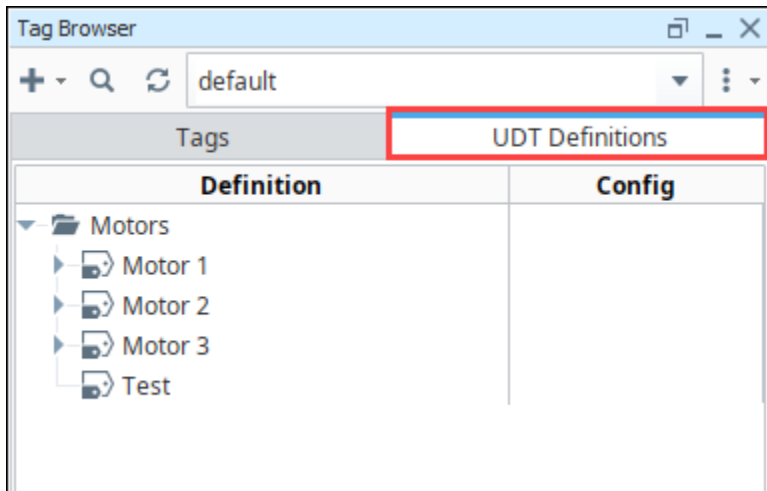 Tag Browser
default
Tags UDT Definitions
Definition Config
Motors
Motor 1
Motor 2
Motor 3
Test